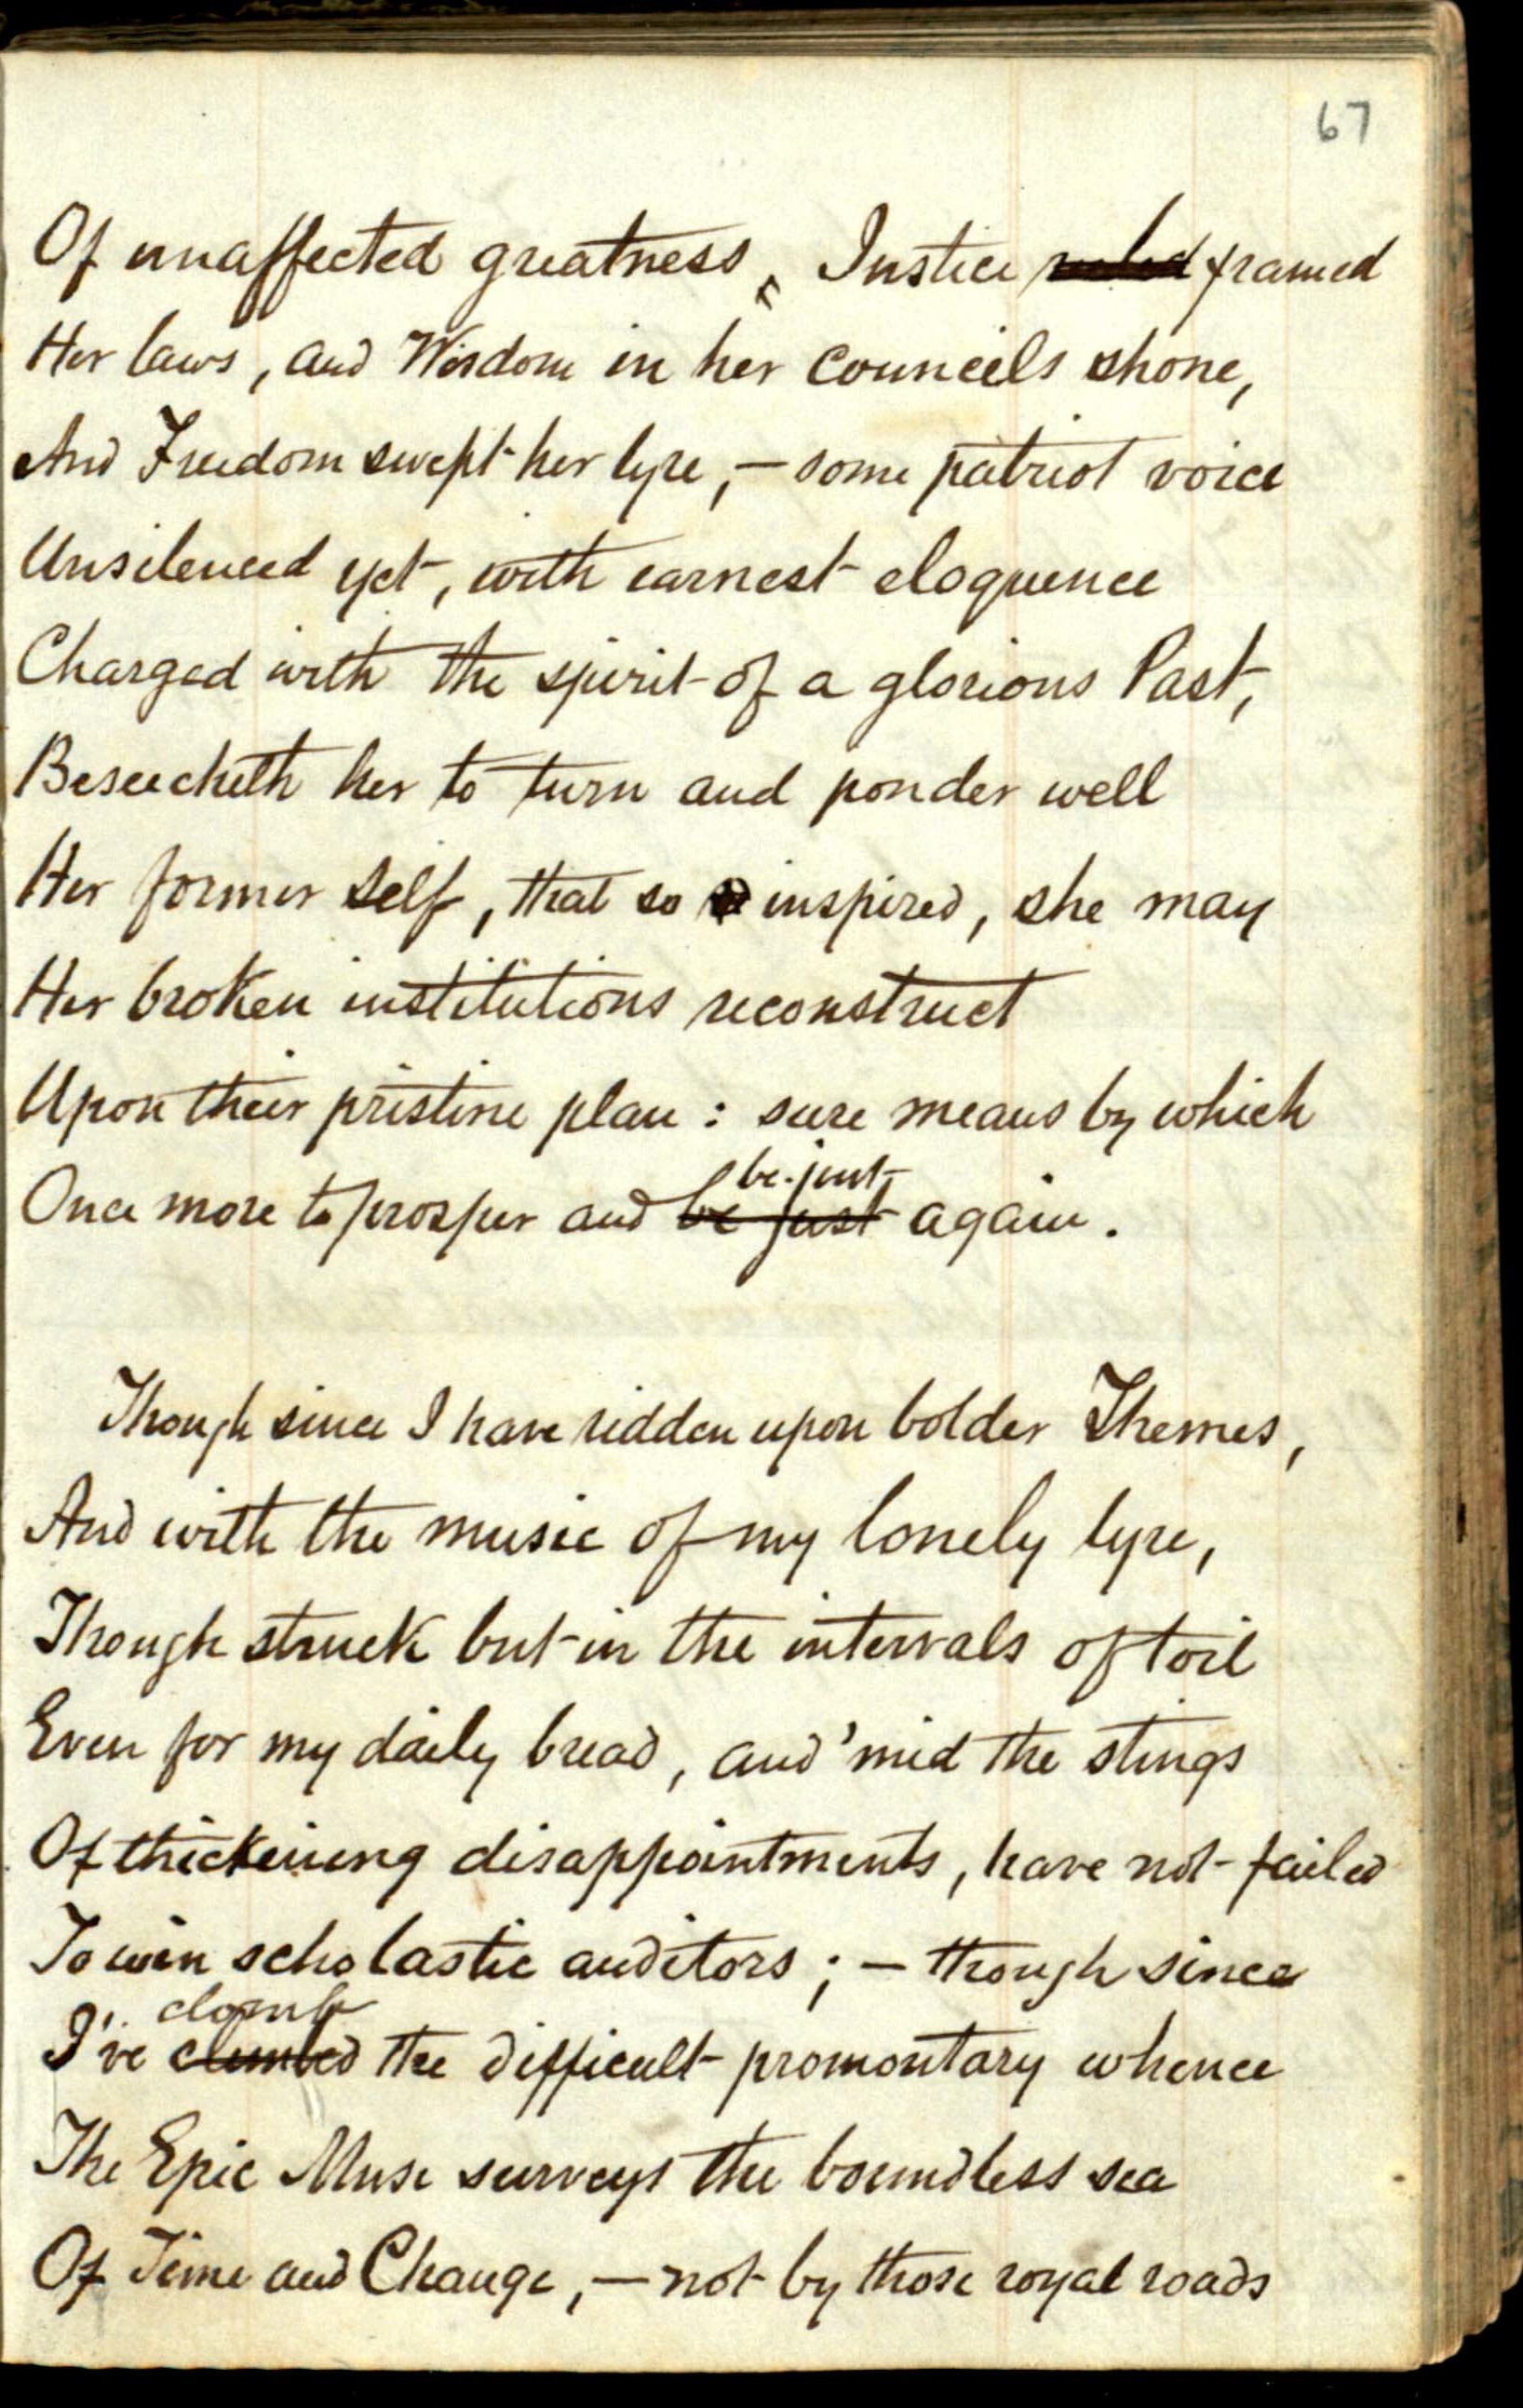 67
Of unaffected greatness, Justice ruled framed
Her laws, and Wisdom in her Councils shone,
And Freedom swept her lyre, — some patriot voice
Unsilenced yet, with earnest eloquence
Charged with the spirit of a glorious Past,
Beseecheth her to turn and ponder well
Her former self, that so inspired, she may
Her broken institutions reconstruct
Upon their pristine plan : sure means by which
be just
Once more to prosper and be just again.
Though since I have ridden upon bolder Themes,
And with the music of my lonely lyre,
Though struck but in the intervals of toil
Even for my daily bread, and 'mid the stings
Of thickening disappointments, have not failed
To win scholastic auditors ; — though since
clomb
I've climbed the difficult promontary whence
The Epic Muse surveys the boundless sea
Of Time and Change, — not by those royal roads